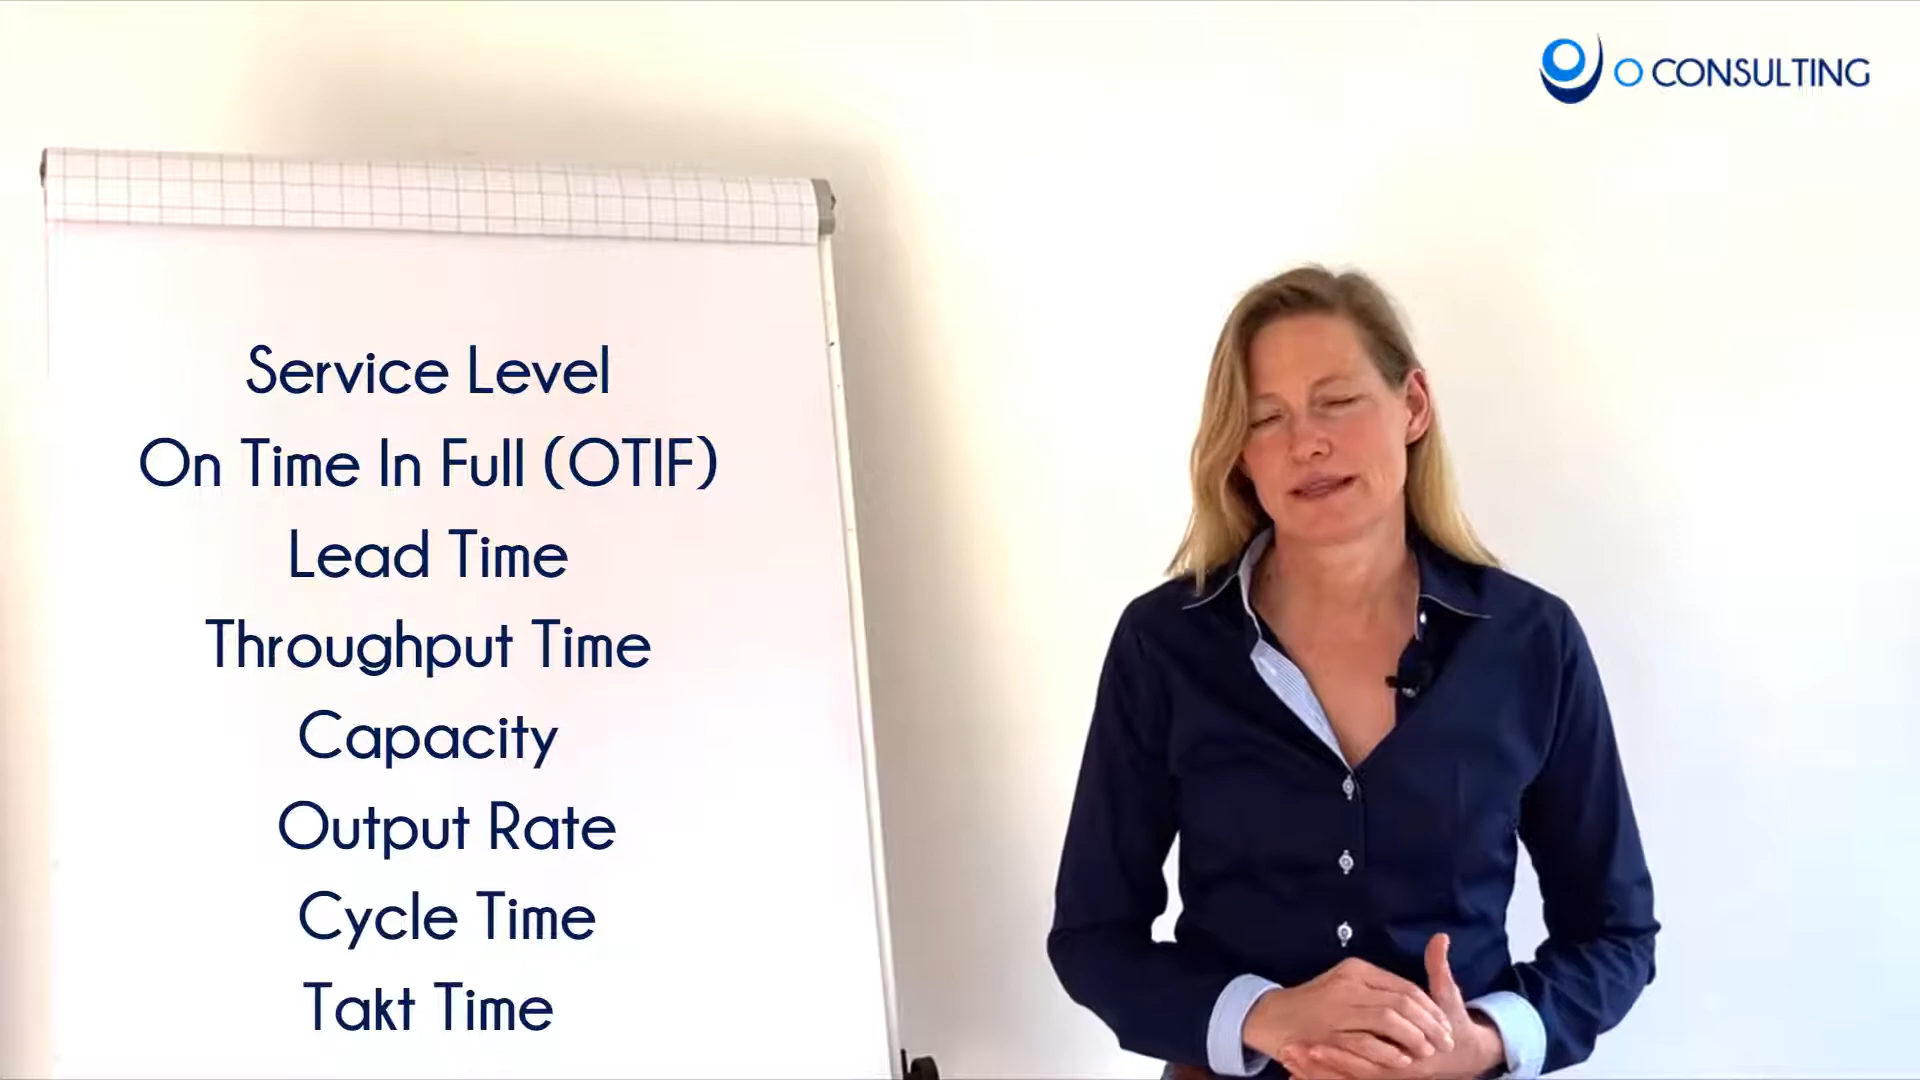 O CONSULTING
Service Level
On Time In Full (OTIF)
Lead Time
Throughput Time
Capacity
Output Rate
Cycle Time
Takt Time